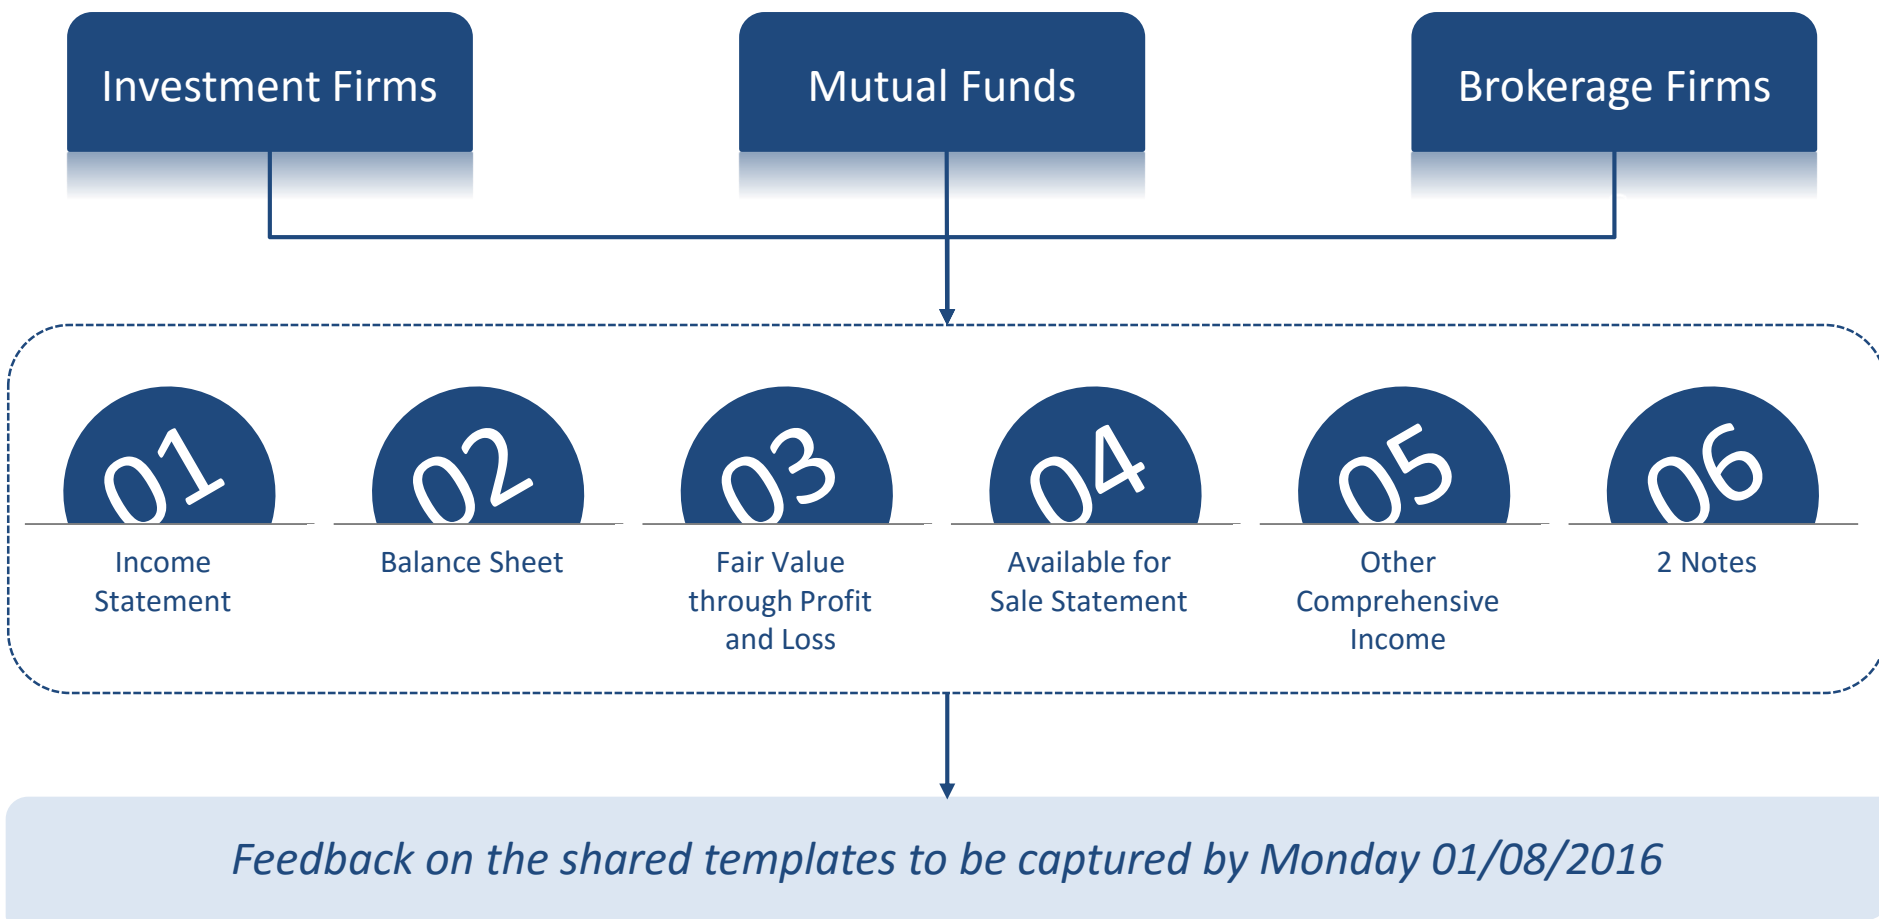 Investment Firms
Mutual Funds
Brokerage Firms
01
02
03
04
05
06
Income
Statement
Balance Sheet
Fair Value
through Profit
and Loss
Available for
Sale Statement
Other
Comprehensive
Income
2 Notes
Feedback on the shared templates to be captured by Monday 01/08/2016